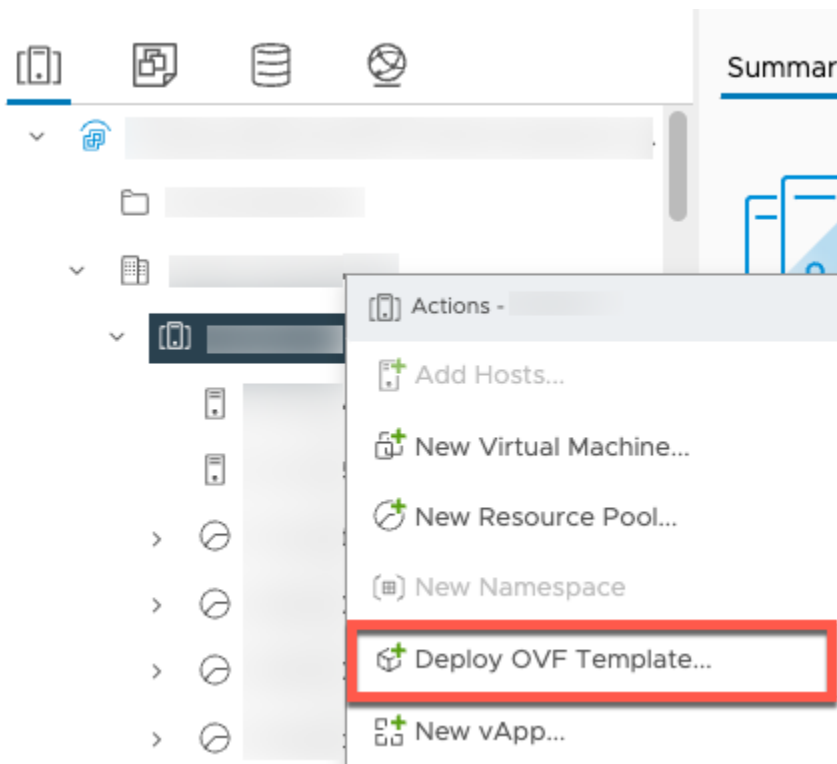 Summar
Actions -
Add Hosts...
New Virtual Machine...
New Resource Pool...
New Namespace
Deploy OVF Template...
New vApp...